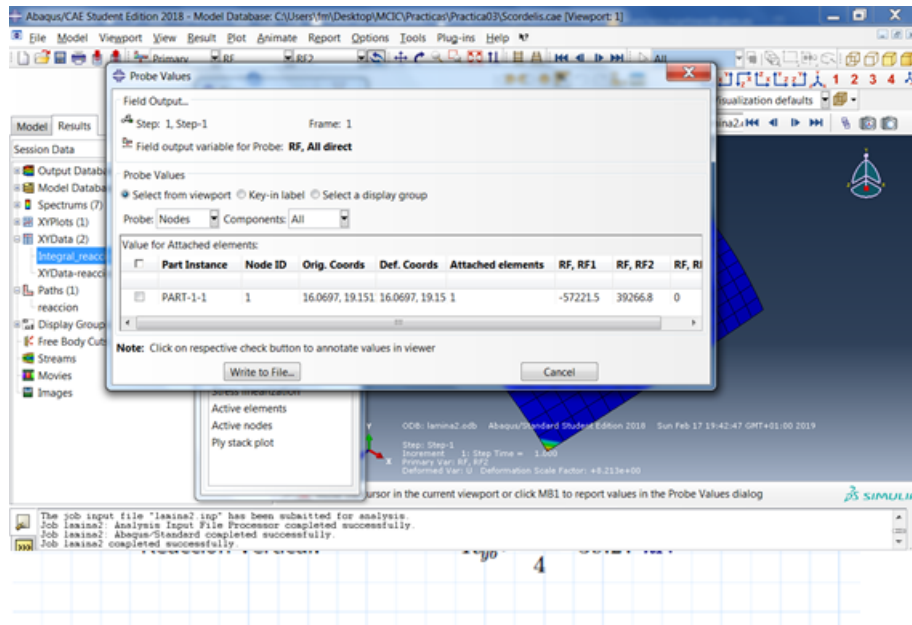 Abaqus/CAE Student Edition 2018 - Model Database: C:\Users\fm\Desktop\MCIC\Practicas\Practica03\Scordelis.cae [Viewport: 1]
File Model Viewport View Result Plot Animate Report Options Tools Plug-ins Help
Primary RF RF2 All
1 2 3 4
Visualization defaults
Model Results
Session Data
Output Datab
Model Databa
Spectrums (7)
XYPlots (1)
XYData (2)
Integral_reacc
XYData-reacci
Paths (1)
reaccion
Display Group
Free Body Cuts
Streams
Movies
Images
Probe Values
Field Output...
Step: 1, Step-1 Frame: 1
Field output variable for Probe: RF, All direct
Probe Values
Select from viewport Key-in label Select a display group
Probe: Nodes Components: All
Value for Attached elements:
Part Instance Node ID Orig. Coords Def. Coords Attached elements RF, RF1 RF, RF2 RF, R
PART-1-1 1 16.0697, 19.151 16.0697, 19.15 1 -57221.5 39266.8 0
Note: Click on respective check button to annotate values in viewer
Write to File... Cancel
Stress linearization
Active elements
Active nodes
Ply stack plot
Y
X
ODB: lamina2.odb Abaqus/Standard Student Edition 2018 Sun Feb 17 19:42:47 GMT+01:00 2019
Step: Step-1
Increment 1: Step Time = 1.000
Primary Var: RF, RF2
Deformed Var: U Deformation Scale Factor: +8.213e+00
ursor in the current viewport or click MB1 to report values in the Probe Values dialog
SIMULI
The job input file "lamina2.inp" has been submitted for analysis.
Job lamina2: Analysis Input File Processor completed successfully.
Job lamina2: Abaqus/Standard completed successfully.
Job lamina2 completed successfully.
4